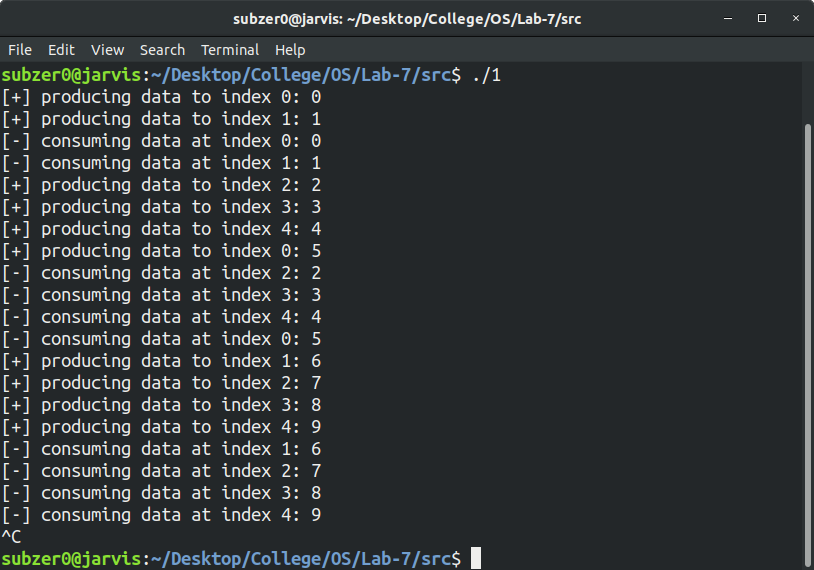 subzer0@jarvis: ~/Desktop/College/OS/Lab-7/src
File Edit View Search Terminal Help
subzer0@jarvis:~/Desktop/College/OS/Lab-7/src$ ./1
[+] producing data to index 0: 0
[+] producing data to index 1: 1
[-] consuming data at index 0: 0
[-] consuming data at index 1: 1
[+] producing data to index 2: 2
[+] producing data to index 3: 3
[+] producing data to index 4: 4
[+] producing data to index 0: 5
[-] consuming data at index 2: 2
[-] consuming data at index 3: 3
[-] consuming data at index 4: 4
[-] consuming data at index 0: 5
[+] producing data to index 1: 6
[+] producing data to index 2: 7
[+] producing data to index 3: 8
[+] producing data to index 4: 9
[-] consuming data at index 1: 6
[-] consuming data at index 2: 7
[-] consuming data at index 3: 8
[-] consuming data at index 4: 9
^C
subzer0@jarvis:~/Desktop/College/OS/Lab-7/src$